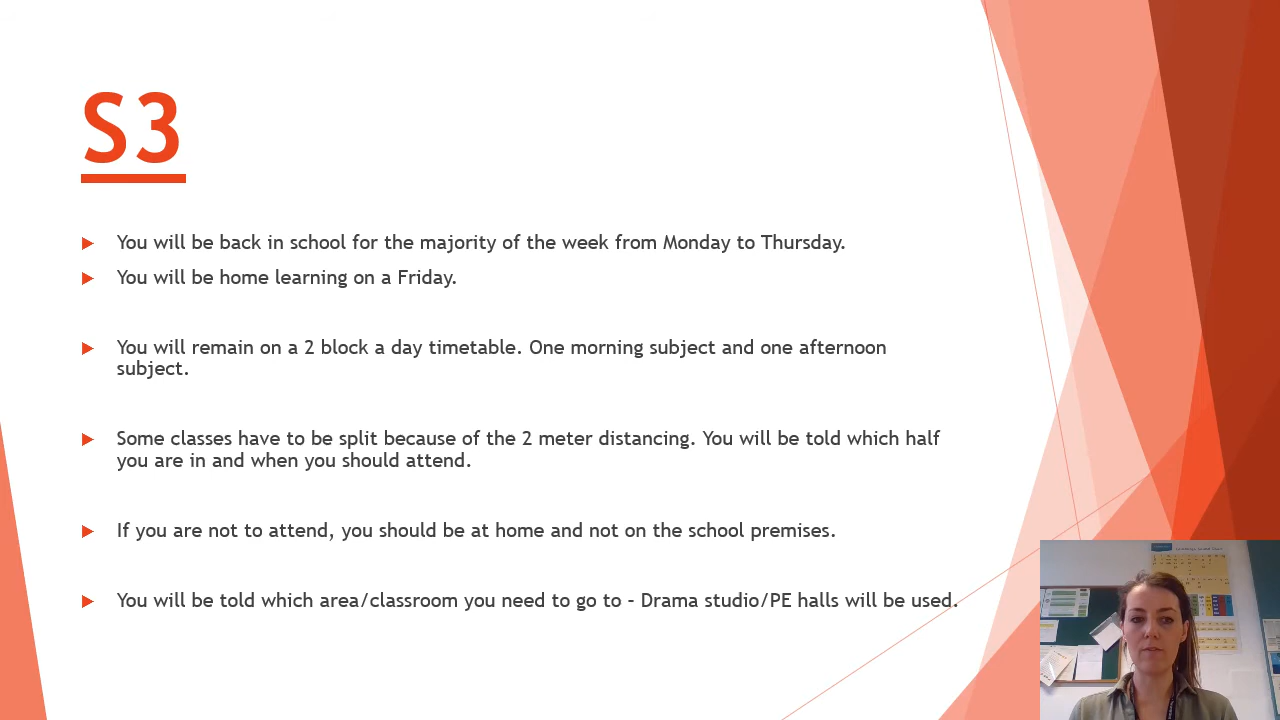 S3
You will be back in school for the majority of the week from Monday to Thursday.
You will be home learning on a Friday.
You will remain on a 2 block a day timetable. One morning subject and one afternoon
subject.
Some classes have to be split because of the 2 meter distancing. You will be told which half
you are in and when you should attend.
If you are not to attend, you should be at home and not on the school premises.
You will be told which area/classroom you need to go to – Drama studio/PE halls will be used.